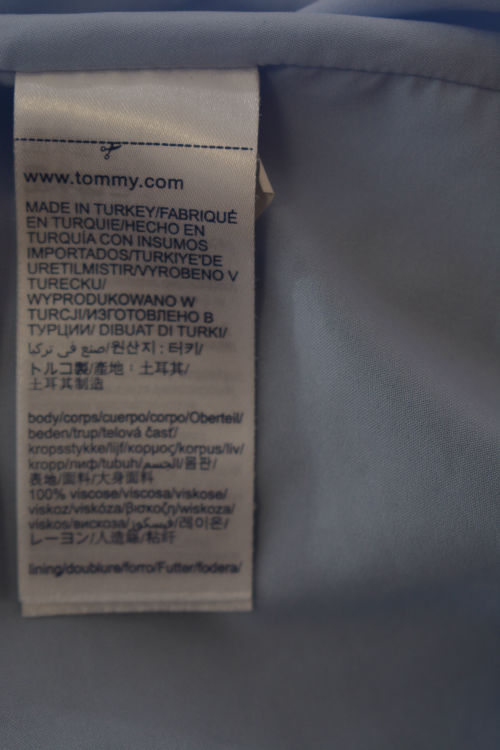 www.tommy.com
MADE IN TURKEY/FABRIQUÉ
EN TURQUIE/HECHO EN
TURQUÍA CON INSUMOS
IMPORTADOS/TURKIYE'DE
URETILMISTIR/VYROBENO V
TURECKU/
WYPRODUKOWANO W
TURCJI/ИЗГОТОВЛЕНО В
ТУРЦИИ/ DIBUAT DI TURKI/
صنع في تركيا/원산지 : 터키/
トルコ製/產地：土耳其/
土耳其制造
body/corps/cuerpo/corpo/Oberteil/
beden/trup/telová časť/
kropsstykke/lijf/κορμος/korpus/liv/
kropp/лиф/tubuh/الجسم/몸판/
表地/面料/大身面料
100% viscose/viscosa/viskose/
viskoz/viskóza/βισκοζη/wiskoza/
viskos/вискоза/فيسكوز/레이온/
レーヨン/人造絲/粘纤
lining/doublure/forro/Futter/fodera/